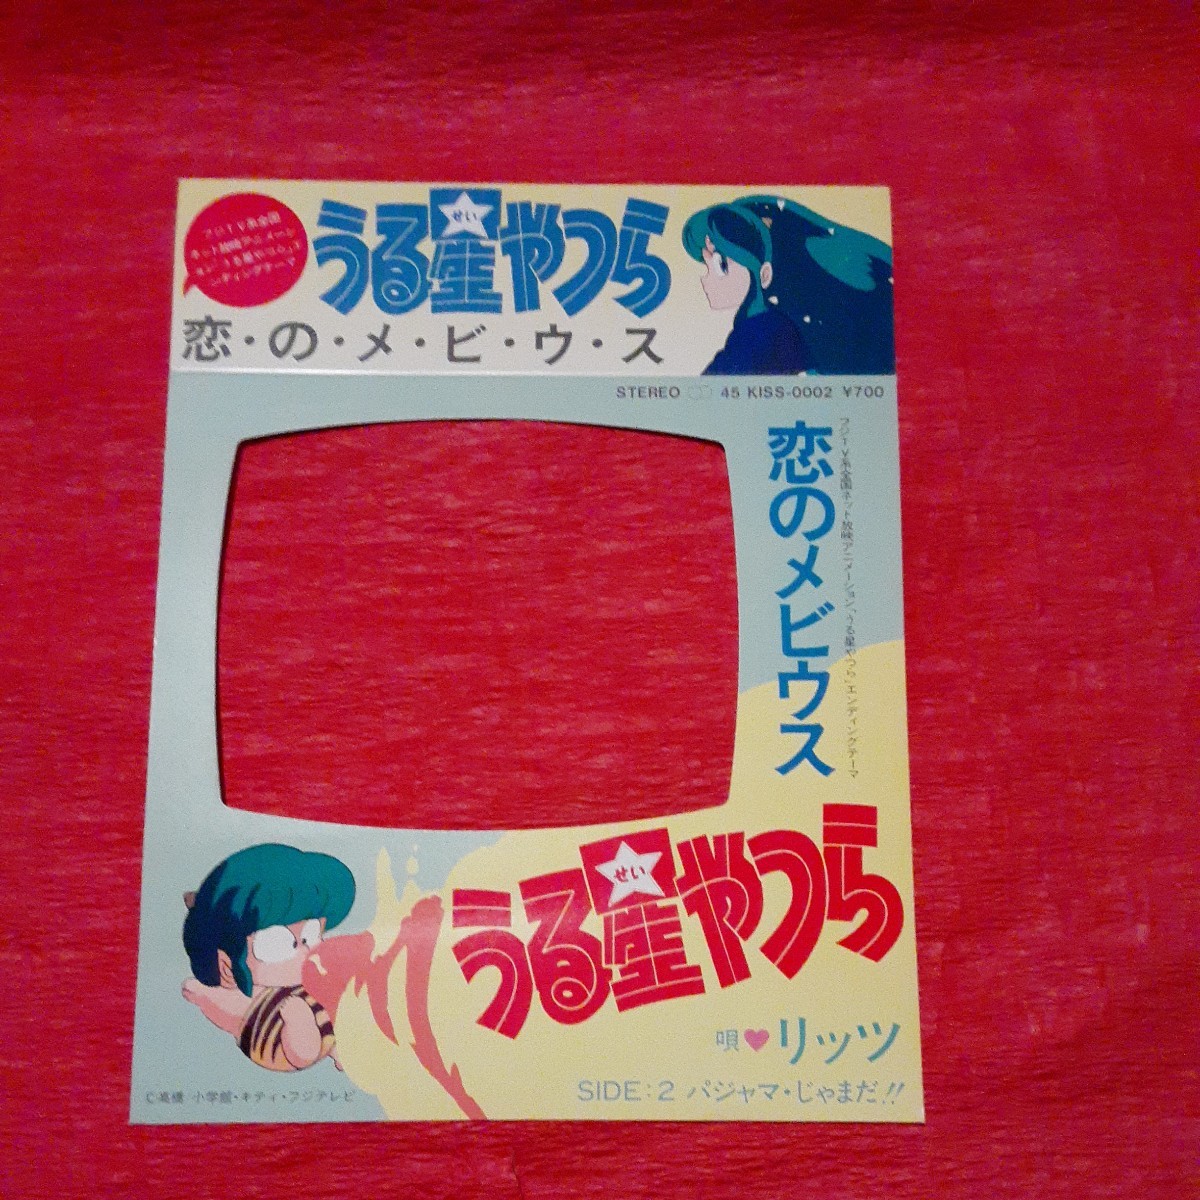 フジTV系全国
ネット放映アニメーシ
ョン「うる星やつら」エ
ンディングテーマ
うる星やつら
せい
恋・の・メ・ビ・ウ・ス
STEREO 45 KISS-0002 ¥700
恋のメビウス
フジTV系全国ネット放映アニメーション「うる星やつら」エンディングテーマ
うる星やつら
せい
唄♥リッツ
SIDE:2 パジャマ・じゃまだ!!
©高橋 小学館・キティ・フジテレビ